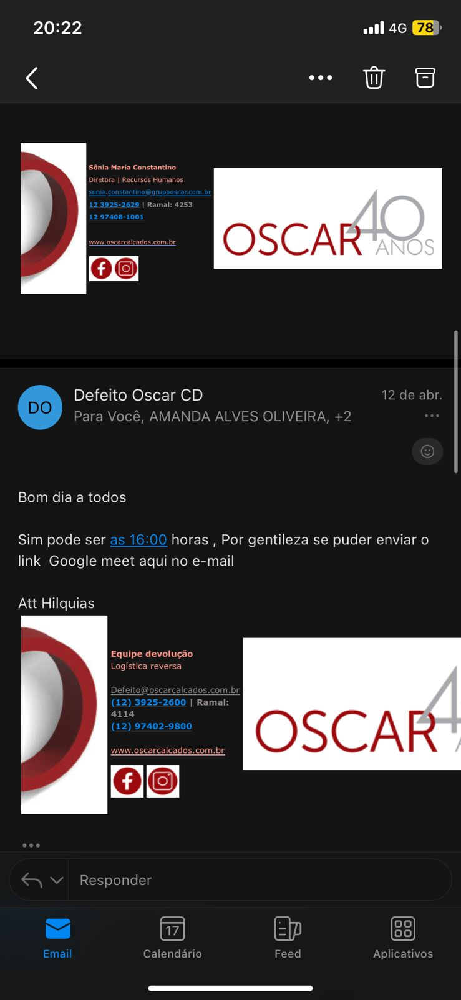 20:22
4G 78
Sônia Maria Constantino
Diretora | Recursos Humanos
sonia.constantino@grupooscar.com.br
12 3925-2629 | Ramal: 4253
12 97408-1001
www.oscarcalcados.com.br
OSCAR 40
ANOS
DO
Defeito Oscar CD
12 de abr.
Para Você, AMANDA ALVES OLIVEIRA, +2
Bom dia a todos
Sim pode ser as 16:00 horas , Por gentileza se puder enviar o
link  Google meet aqui no e-mail
Att Hilquias
Equipe devolução
Logística reversa
Defeito@oscarcalcados.com.br
(12) 3925-2600 | Ramal:
4114
(12) 97402-9800
www.oscarcalcados.com.br
OSCAR 4
A
Responder
17
Email
Calendário
Feed
Aplicativos